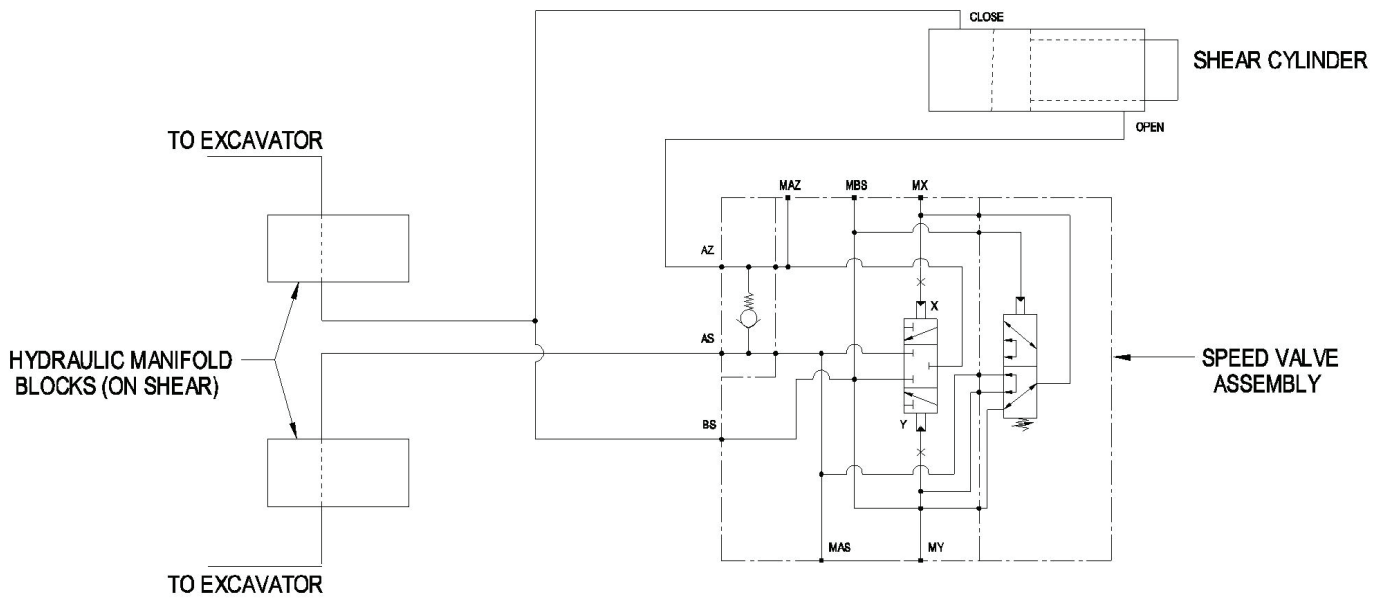 CLOSE
SHEAR CYLINDER
OPEN
TO EXCAVATOR
MAZ
MBS
MX
AZ
X
AS
HYDRAULIC MANIFOLD
BLOCKS (ON SHEAR)
SPEED VALVE
ASSEMBLY
Y
BS
MAS
MY
TO EXCAVATOR